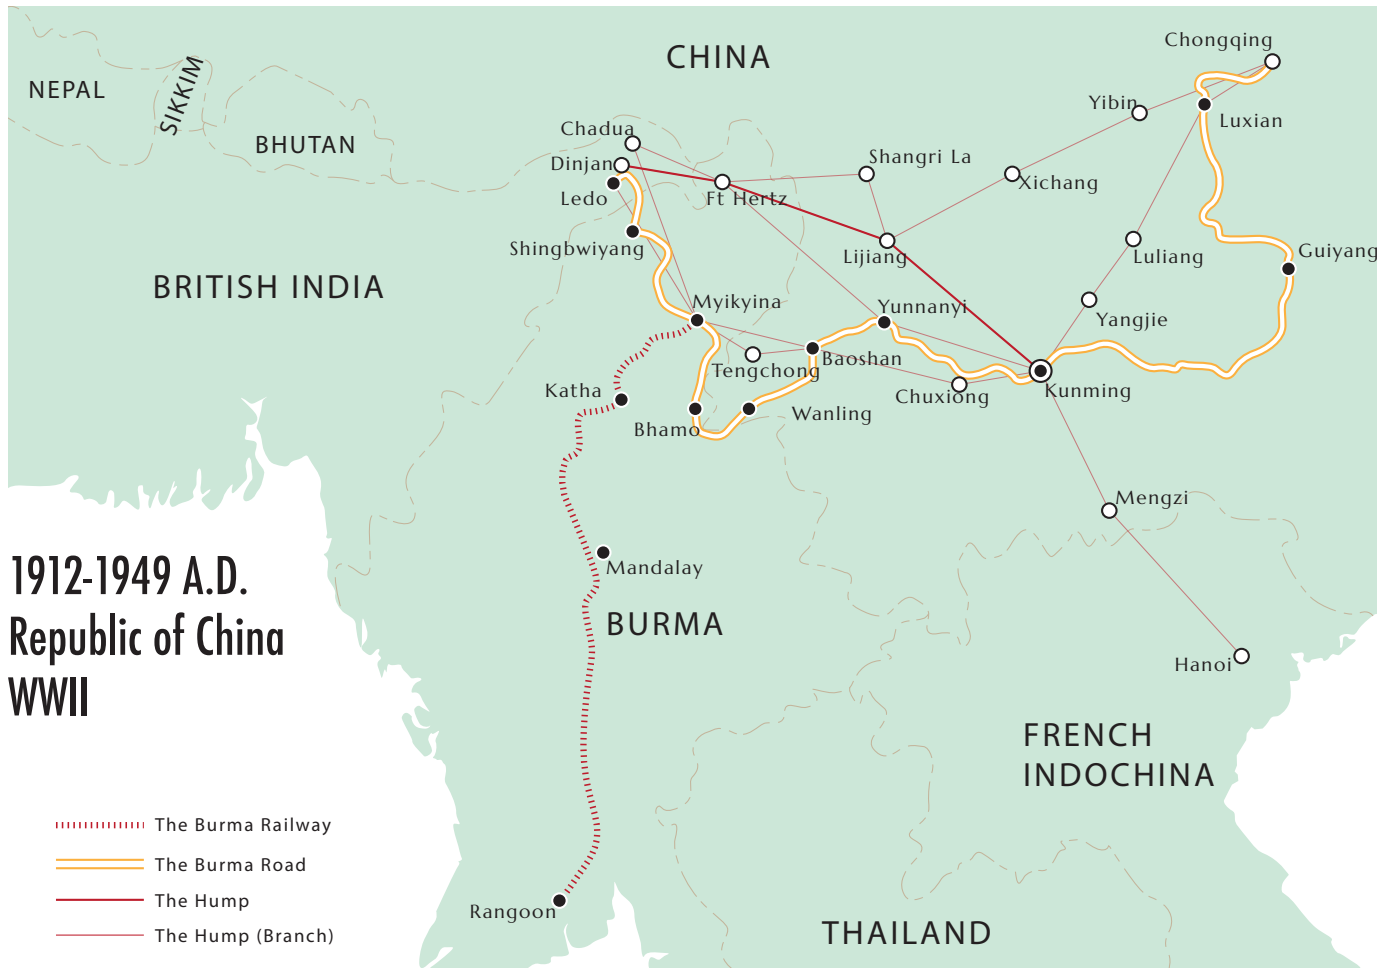 CHINA
Chongqing
NEPAL
SIKKIM
BHUTAN
Yibin
Luxian
Chadua
Dinjan
Ledo
Ft Hertz
Shangri La
Xichang
Shingbwiyang
Lijiang
Luliang
Guiyang
BRITISH INDIA
Myikyina
Yunnanyi
Yangjie
Tengchong
Baoshan
Katha
Chuxiong
Kunming
Bhamo
Wanling
Mengzi
1912-1949 A.D.
Republic of China
WWII
Mandalay
BURMA
Hanoi
FRENCH
INDOCHINA
The Burma Railway
The Burma Road
The Hump
The Hump (Branch)
Rangoon
THAILAND